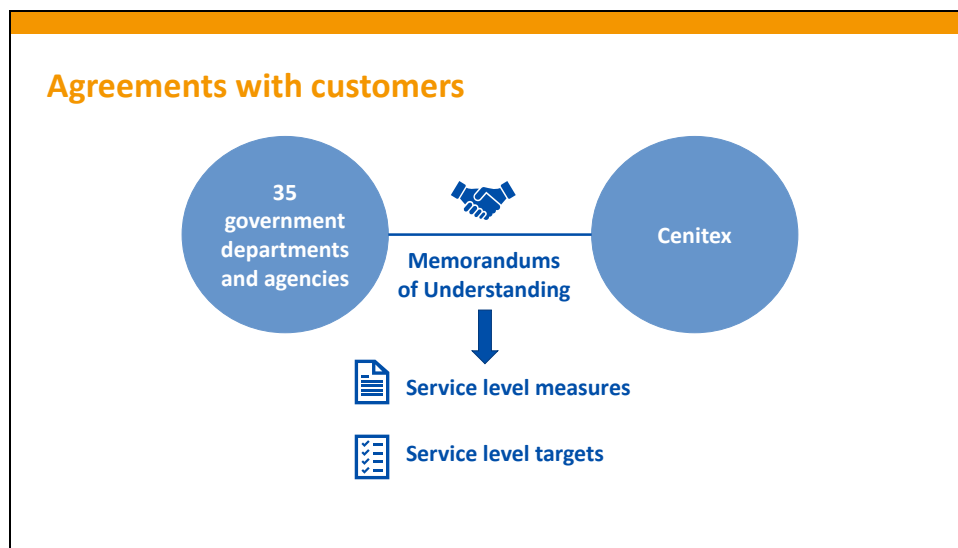 Agreements with customers
35
government
departments
and agencies
Cenitex
Memorandums
of Understanding
Service level measures
Service level targets